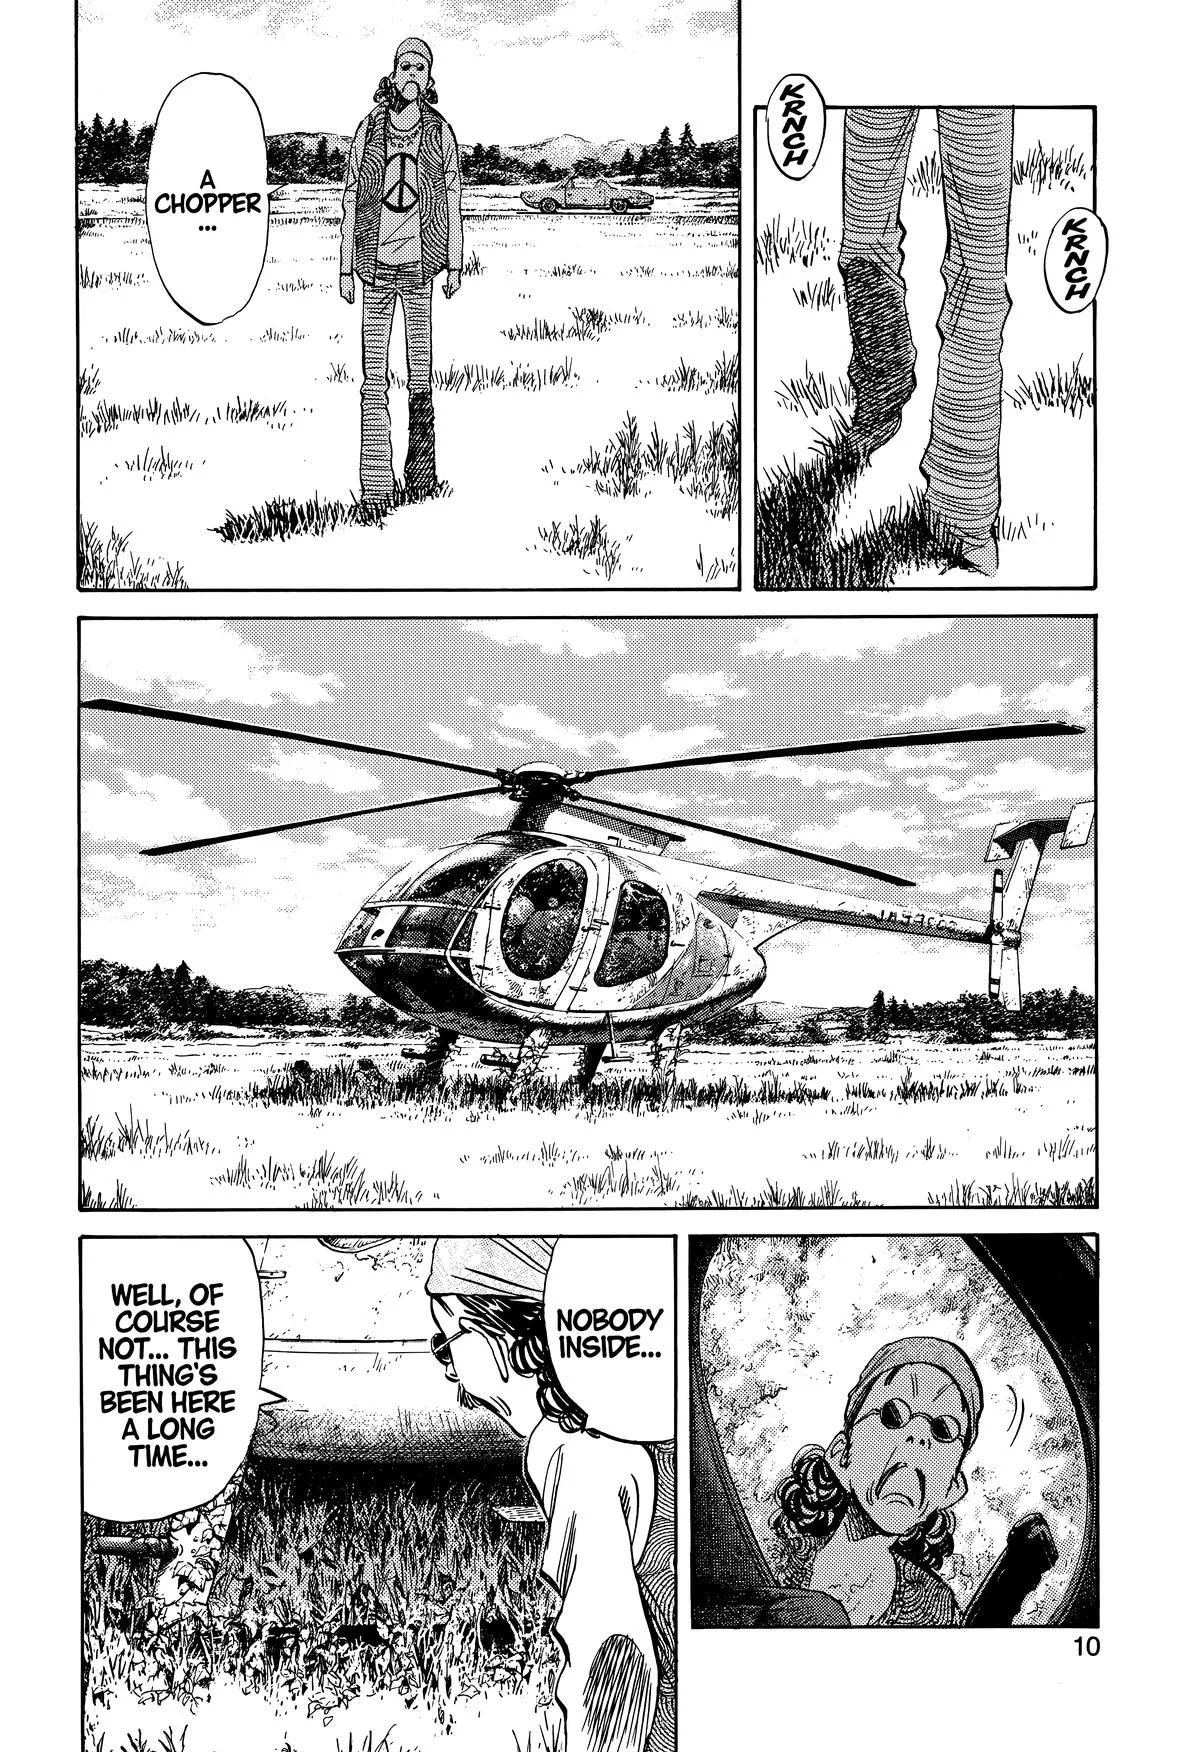 KRNCH
KRNCH
A
CHOPPER
...
NOBODY
INSIDE...
WELL, OF
COURSE
NOT... THIS
THING'S
BEEN HERE
A LONG
TIME...
10